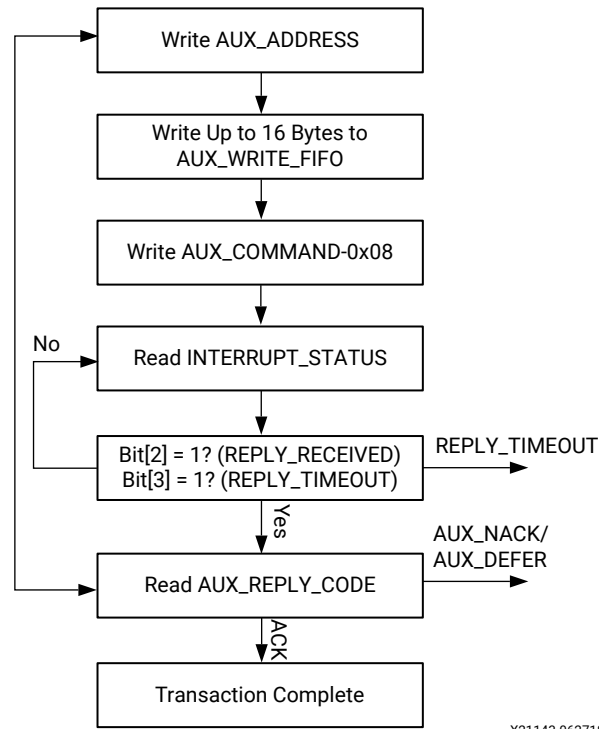 Write AUX_ADDRESS
Write Up to 16 Bytes to
AUX_WRITE_FIFO
Write AUX_COMMAND-0x08
No
Read INTERRUPT_STATUS
Bit[2] = 1? (REPLY_RECEIVED)
Bit[3] = 1? (REPLY_TIMEOUT)
REPLY_TIMEOUT
Yes
AUX_NACK/
AUX_DEFER
Read AUX_REPLY_CODE
ACK
Transaction Complete